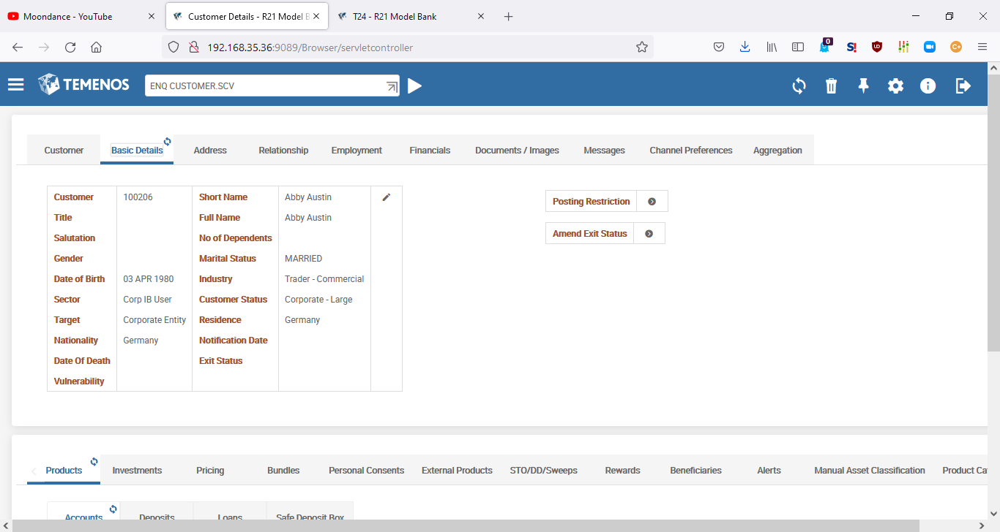 Moondance - YouTube
Customer Details - R21 Model B
T24 - R21 Model Bank
192.168.35.36:9089/Browser/servletcontroller
0
S!
UD
C+
TEMENOS
ENQ CUSTOMER.SCV
Customer Basic Details Address Relationship Employment Financials Documents / Images Messages Channel Preferences Aggregation
Customer 100206 Short Name Abby Austin
Title Full Name Abby Austin
Salutation No of Dependents
Gender Marital Status MARRIED
Date of Birth 03 APR 1980 Industry Trader - Commercial
Sector Corp IB User Customer Status Corporate - Large
Target Corporate Entity Residence Germany
Nationality Germany Notification Date
Date Of Death Exit Status
Vulnerability
Posting Restriction
Amend Exit Status
Products Investments Pricing Bundles Personal Consents External Products STO/DD/Sweeps Rewards Beneficiaries Alerts Manual Asset Classification Product Ca
Accounts Deposits Loans Safe Deposit Box